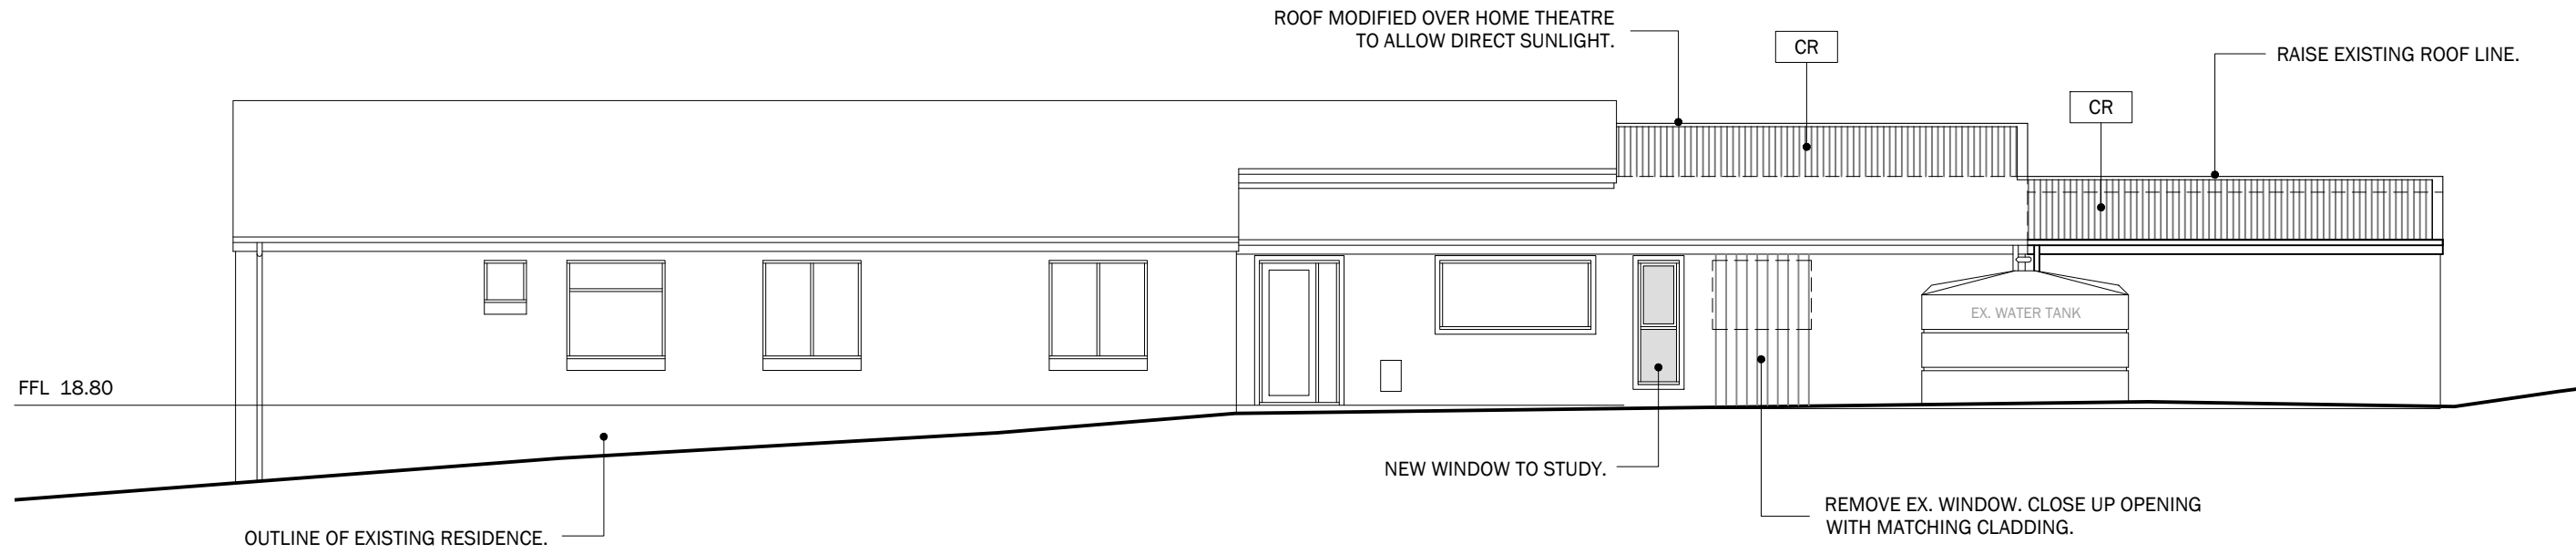 ROOF MODIFIED OVER HOME THEATRE
TO ALLOW DIRECT SUNLIGHT.
CR
RAISE EXISTING ROOF LINE.
CR
EX. WATER TANK
FFL 18.80
NEW WINDOW TO STUDY.
REMOVE EX. WINDOW. CLOSE UP OPENING
WITH MATCHING CLADDING.
OUTLINE OF EXISTING RESIDENCE.